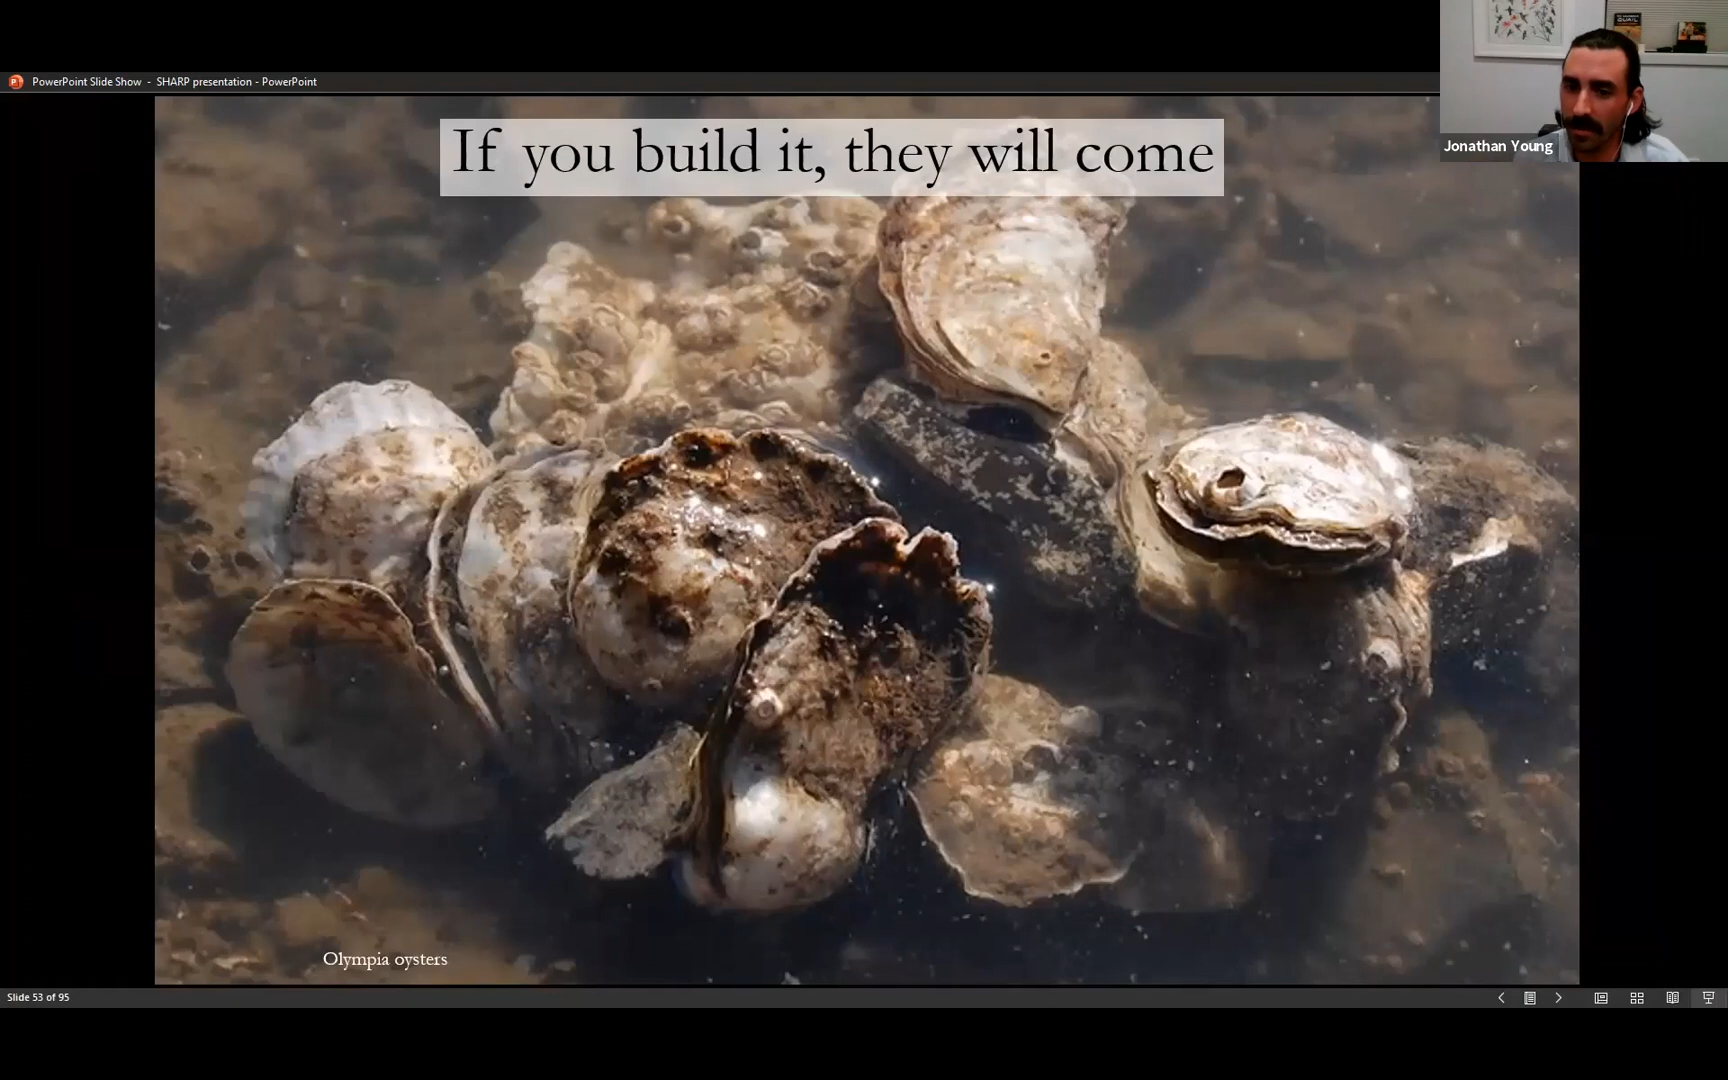 PowerPoint Slide Show - SHARP presentation - PowerPoint
If you build it, they will come
Jonathan Young
QUAIL
Olympia oysters
Slide 53 of 95